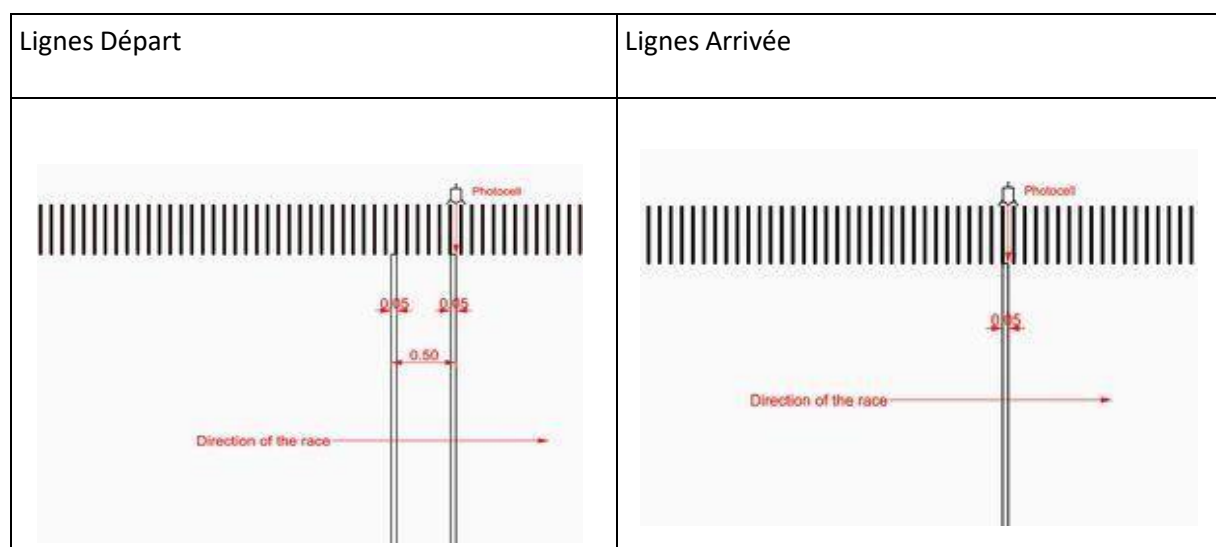 Lignes Départ
Lignes Arrivée
Photocell
0.05
0.05
0.50
Direction of the race
Photocell
0.05
Direction of the race